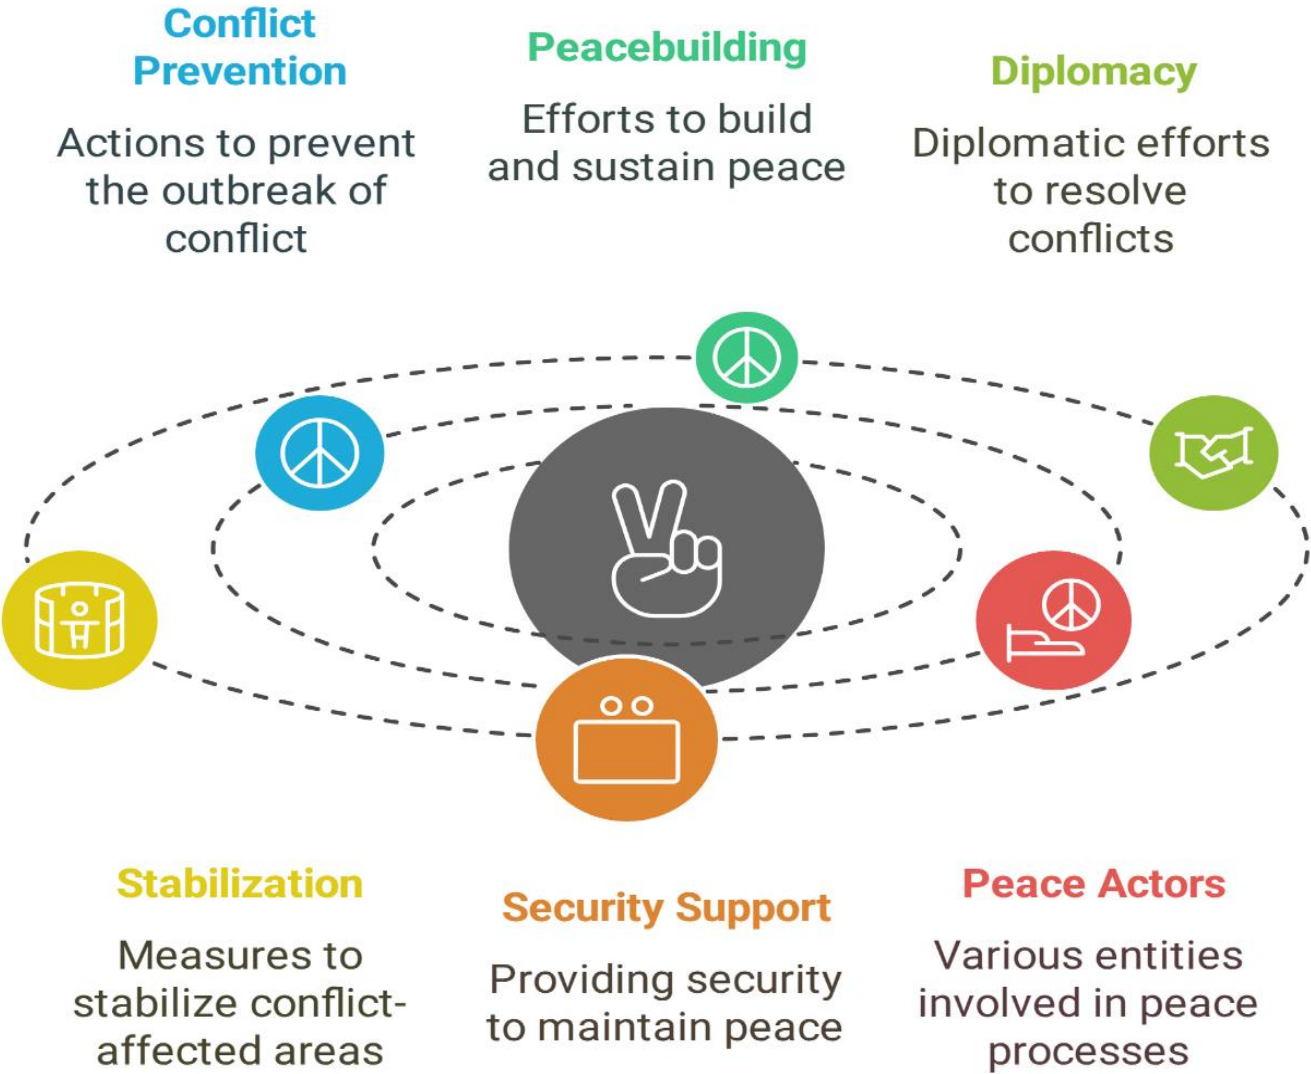 Conflict
Prevention
Actions to prevent
the outbreak of
conflict
Peacebuilding
Efforts to build
and sustain peace
Diplomacy
Diplomatic efforts
to resolve
conflicts
Stabilization
Measures to
stabilize conflict-
affected areas
Security Support
Providing security
to maintain peace
Peace Actors
Various entities
involved in peace
processes